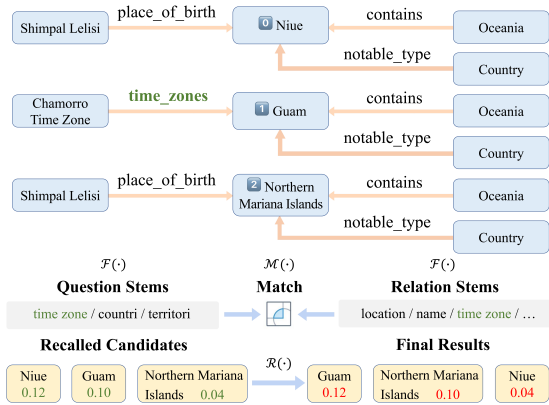 Shimpal Lelisi place_of_birth 0 Niue contains Oceania
notable_type Country
Chamorro Time Zone time_zones 1 Guam contains Oceania
notable_type Country
Shimpal Lelisi place_of_birth 2 Northern Mariana Islands contains Oceania
notable_type Country
ℱ(·) ℳ(·) ℱ(·)
Question Stems Match Relation Stems
time zone / countri / territori location / name / time zone / …
Recalled Candidates ℛ(·) Final Results
Niue 0.12 Guam 0.10 Northern Mariana Islands 0.04 Guam 0.12 Northern Mariana Islands 0.10 Niue 0.04